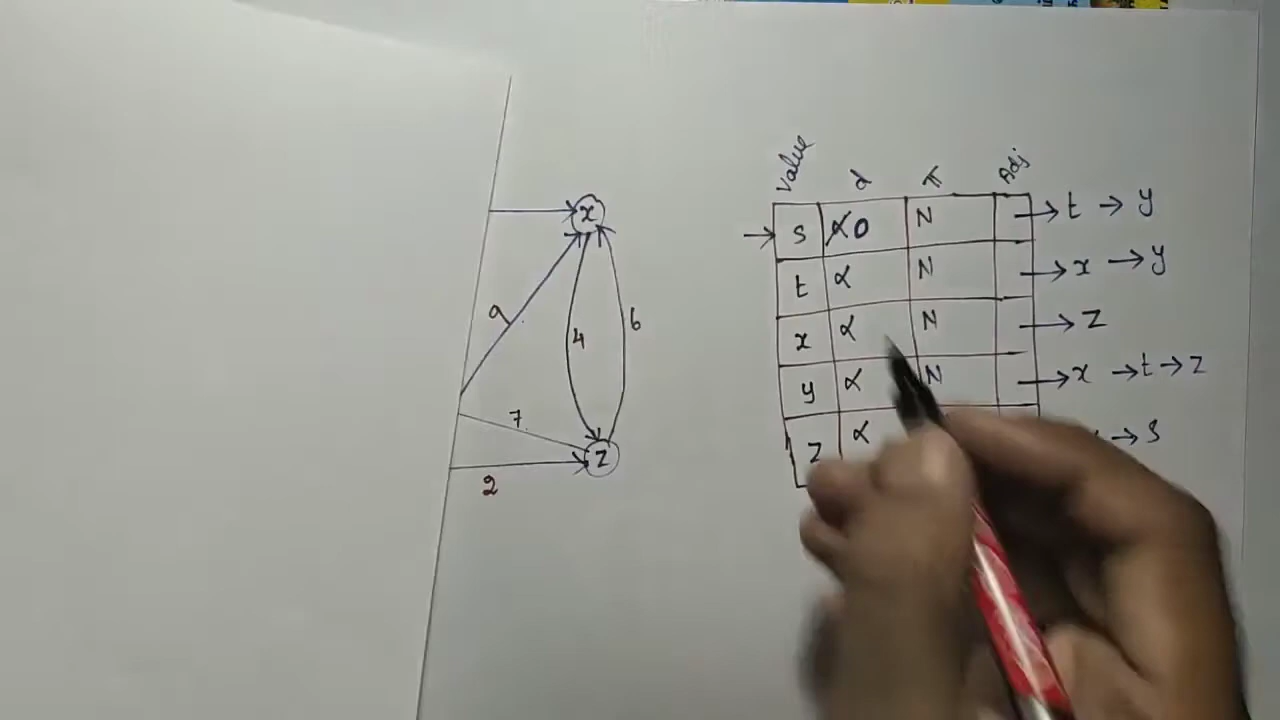 Value d π Adj
s ∝ 0 N → t → y
t ∝ N → x → y
x ∝ N → z
y ∝ N → x → t → z
z ∝ → s
x
9
4
6
7
z
2